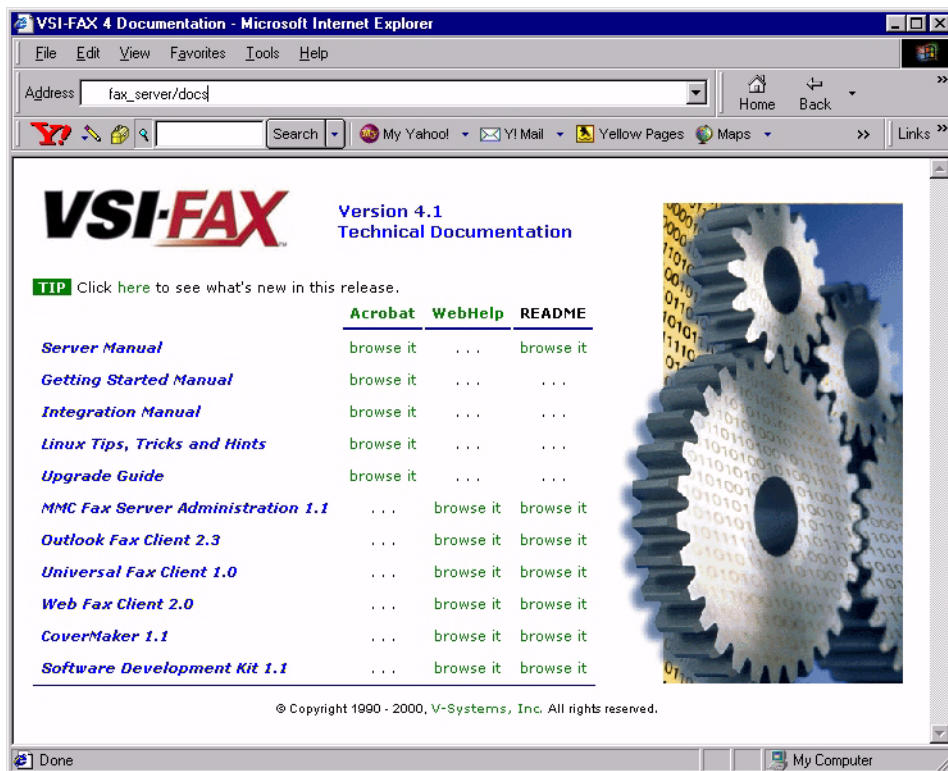 VSI-FAX 4 Documentation - Microsoft Internet Explorer
File Edit View Favorites Tools Help
Address fax_server/docs Home Back »
Y! Search My Yahoo! Y! Mail Yellow Pages Maps » Links »
VSI-FAX
Version 4.1
Technical Documentation
TIP Click here to see what's new in this release.
Acrobat WebHelp README
Server Manual browse it . . . browse it
Getting Started Manual browse it . . . . . .
Integration Manual browse it . . . . . .
Linux Tips, Tricks and Hints browse it . . . . . .
Upgrade Guide browse it . . . . . .
MMC Fax Server Administration 1.1 . . . browse it browse it
Outlook Fax Client 2.3 . . . browse it browse it
Universal Fax Client 1.0 . . . browse it browse it
Web Fax Client 2.0 . . . browse it browse it
CoverMaker 1.1 . . . browse it browse it
Software Development Kit 1.1 . . . browse it browse it
© Copyright 1990 - 2000, V-Systems, Inc. All rights reserved.
Done My Computer